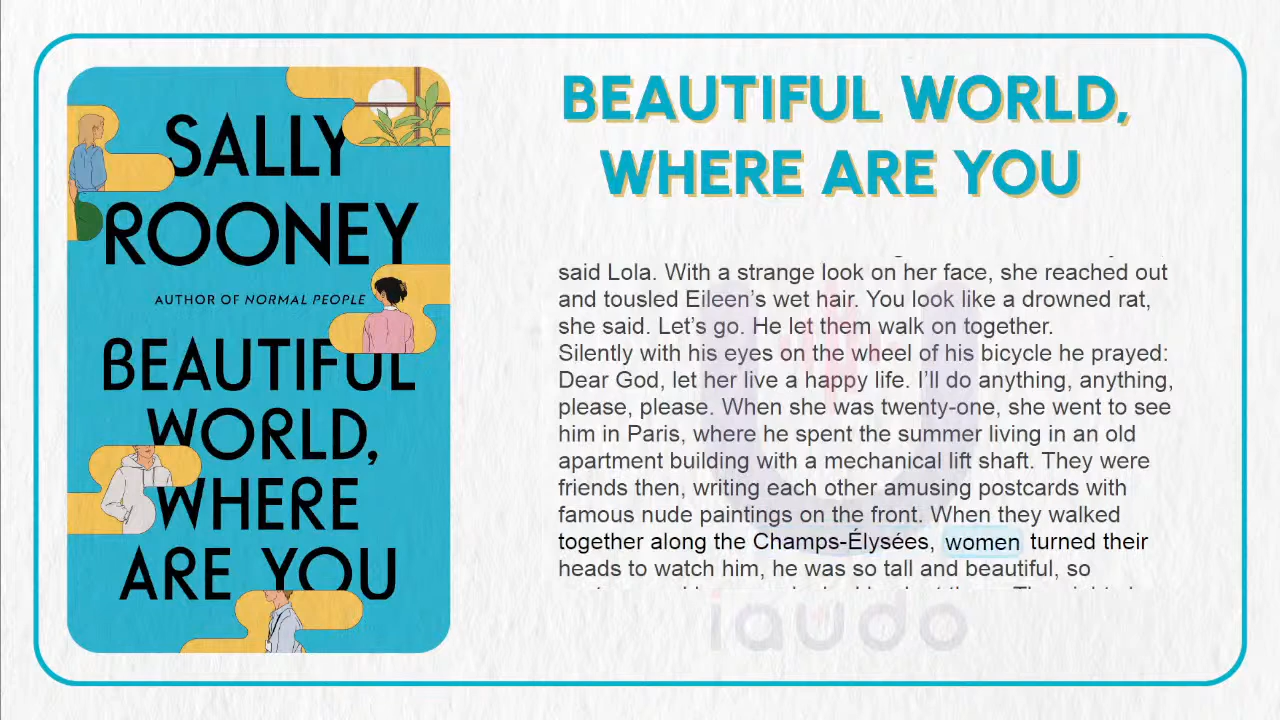 SALLY
ROONEY
AUTHOR OF NORMAL PEOPLE
BEAUTIFUL
WORLD,
WHERE
ARE YOU
BEAUTIFUL WORLD,
WHERE ARE YOU
said Lola. With a strange look on her face, she reached out
and tousled Eileen’s wet hair. You look like a drowned rat,
she said. Let’s go. He let them walk on together.
Silently with his eyes on the wheel of his bicycle he prayed:
Dear God, let her live a happy life. I’ll do anything, anything,
please, please. When she was twenty-one, she went to see
him in Paris, where he spent the summer living in an old
apartment building with a mechanical lift shaft. They were
friends then, writing each other amusing postcards with
famous nude paintings on the front. When they walked
together along the Champs-Élysées, women turned their
heads to watch him, he was so tall and beautiful, so
iaudo